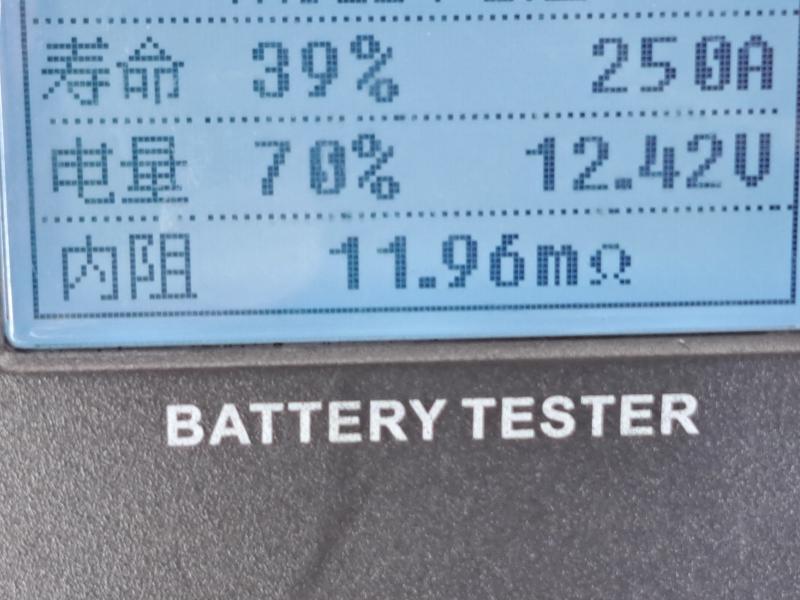 寿命 39% 250A
电量 70% 12.42V
内阻 11.96mΩ
BATTERY TESTER